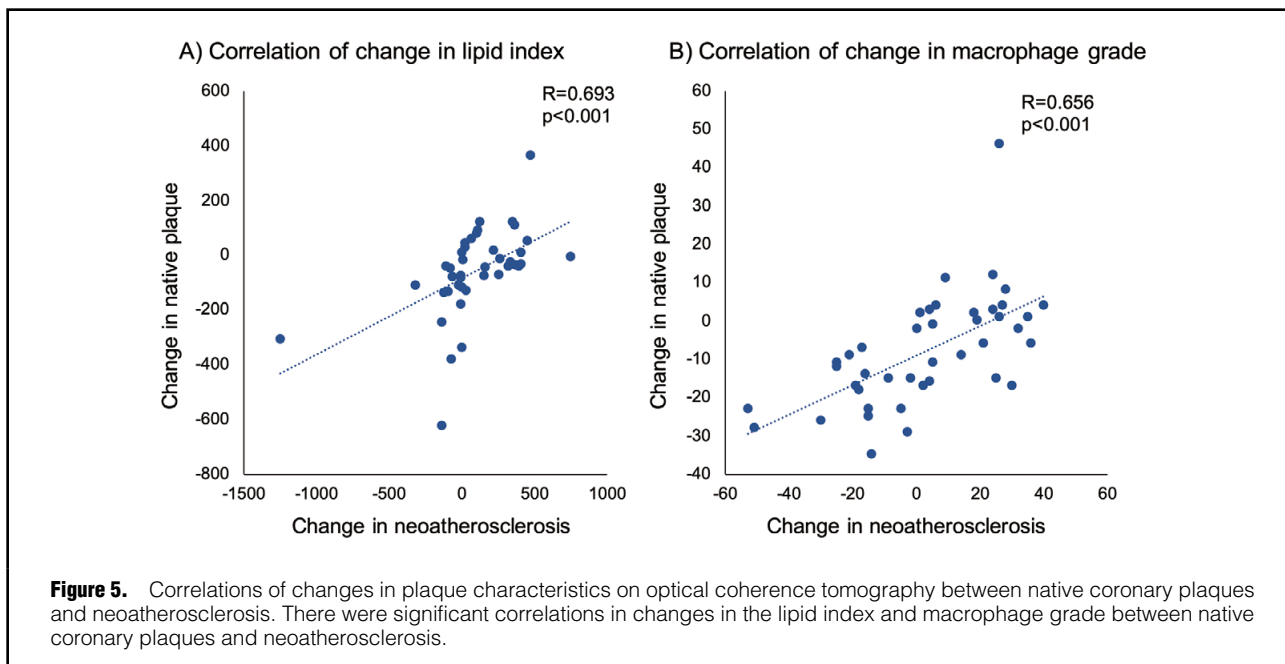 A) Correlation of change in lipid index
R=0.693
p<0.001
600
400
200
0
-200
-400
-600
-800
Change in native plaque
-1500
-1000
-500
0
500
1000
Change in neoatherosclerosis
B) Correlation of change in macrophage grade
R=0.656
p<0.001
60
50
40
30
20
10
0
-10
-20
-30
-40
Change in native plaque
-60
-40
-20
0
20
40
60
Change in neoatherosclerosis
Figure 5. Correlations of changes in plaque characteristics on optical coherence tomography between native coronary plaques
and neoatherosclerosis. There were significant correlations in changes in the lipid index and macrophage grade between native
coronary plaques and neoatherosclerosis.